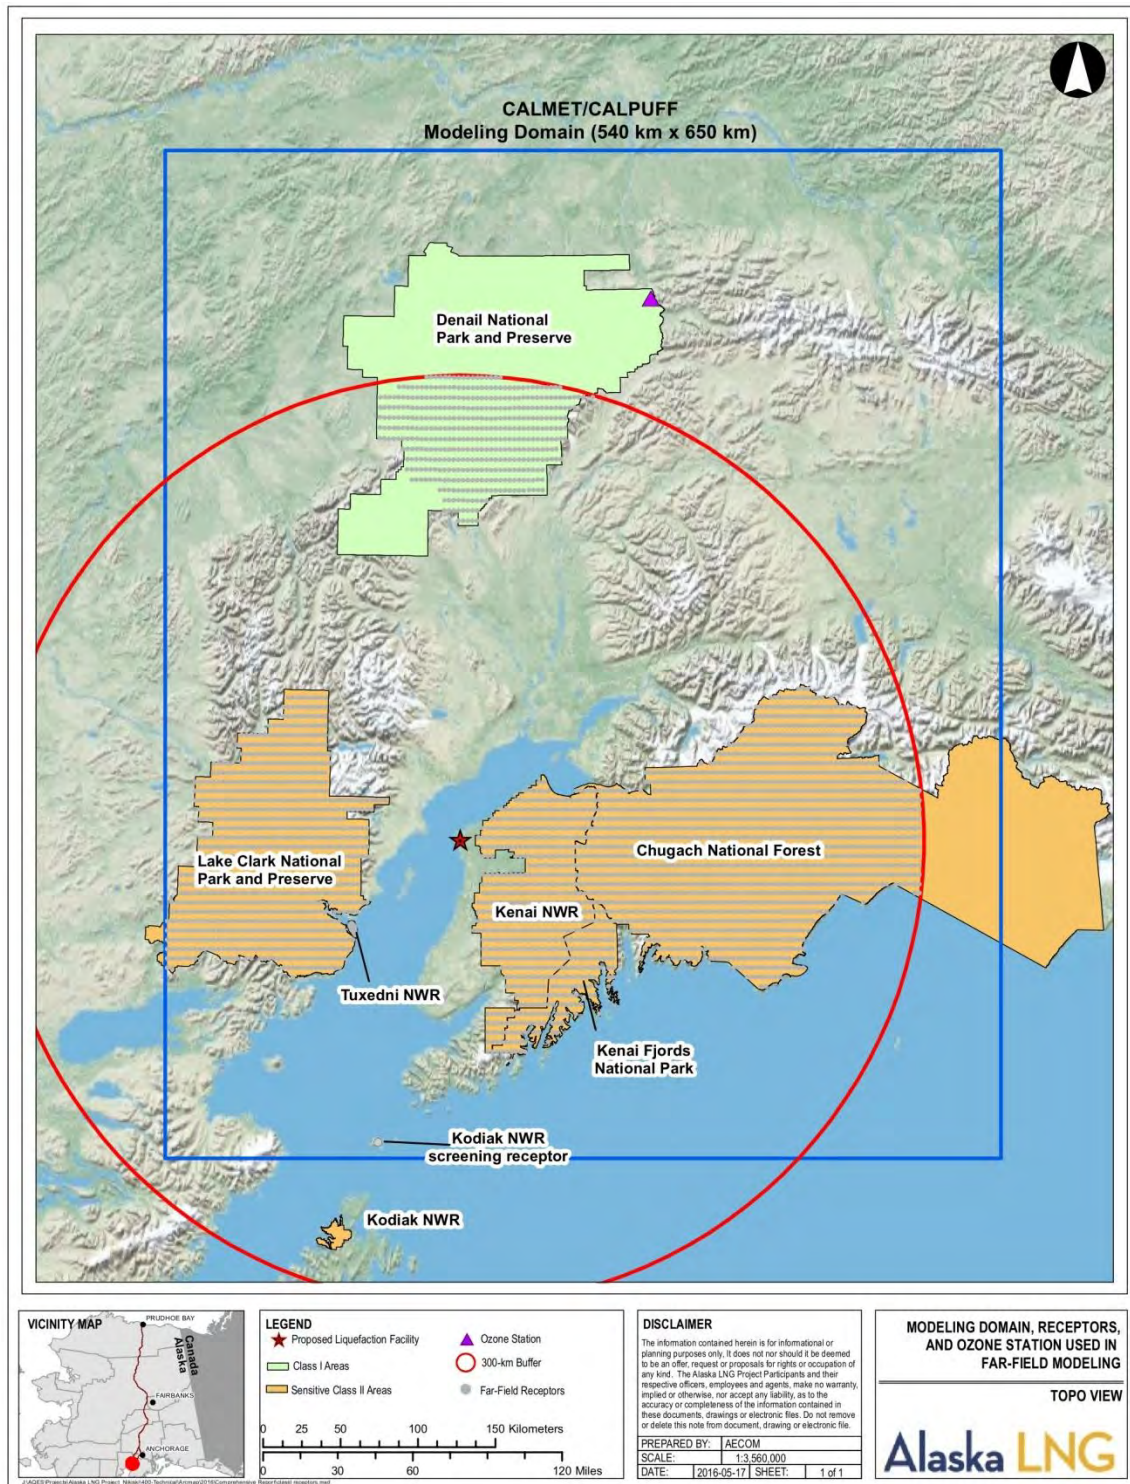 CALMET/CALPUFF
Modeling Domain (540 km x 650 km)
Denail National
Park and Preserve
Lake Clark National
Park and Preserve
Chugach National Forest
Kenai NWR
Tuxedni NWR
Kenai Fjords
National Park
Kodiak NWR
screening receptor
Kodiak NWR
VICINITY MAP
PRUDHOE BAY
Canada
Alaska
FAIRBANKS
ANCHORAGE
LEGEND
Proposed Liquefaction Facility
Class I Areas
Sensitive Class II Areas
Ozone Station
300-km Buffer
Far-Field Receptors
0 25 50 100 150 Kilometers
0 30 60 120 Miles
DISCLAIMER
The information contained herein is for informational or
planning purposes only, It does not nor should it be deemed
to be an offer, request or proposals for rights or occupation of
any kind. The Alaska LNG Project Participants and their
respective officers, employees and agents, make no warranty,
implied or otherwise, nor accept any liability, as to the
accuracy or completeness of the information contained in
these documents, drawings or electronic files. Do not remove
or delete this note from document, drawing or electronic file.
PREPARED BY: AECOM
SCALE: 1:3,560,000
DATE: 2016-05-17 SHEET: 1 of 1
MODELING DOMAIN, RECEPTORS,
AND OZONE STATION USED IN
FAR-FIELD MODELING
TOPO VIEW
Alaska LNG